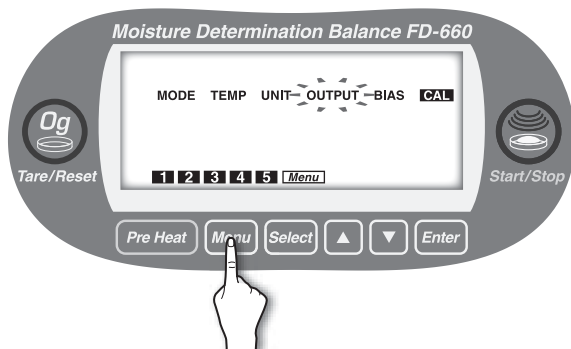 Moisture Determination Balance FD-660
MODE TEMP UNIT OUTPUT BIAS CAL
0g
Tare/Reset
Start/Stop
1 2 3 4 5 Menu
Pre Heat Menu Select ▲ ▼ Enter